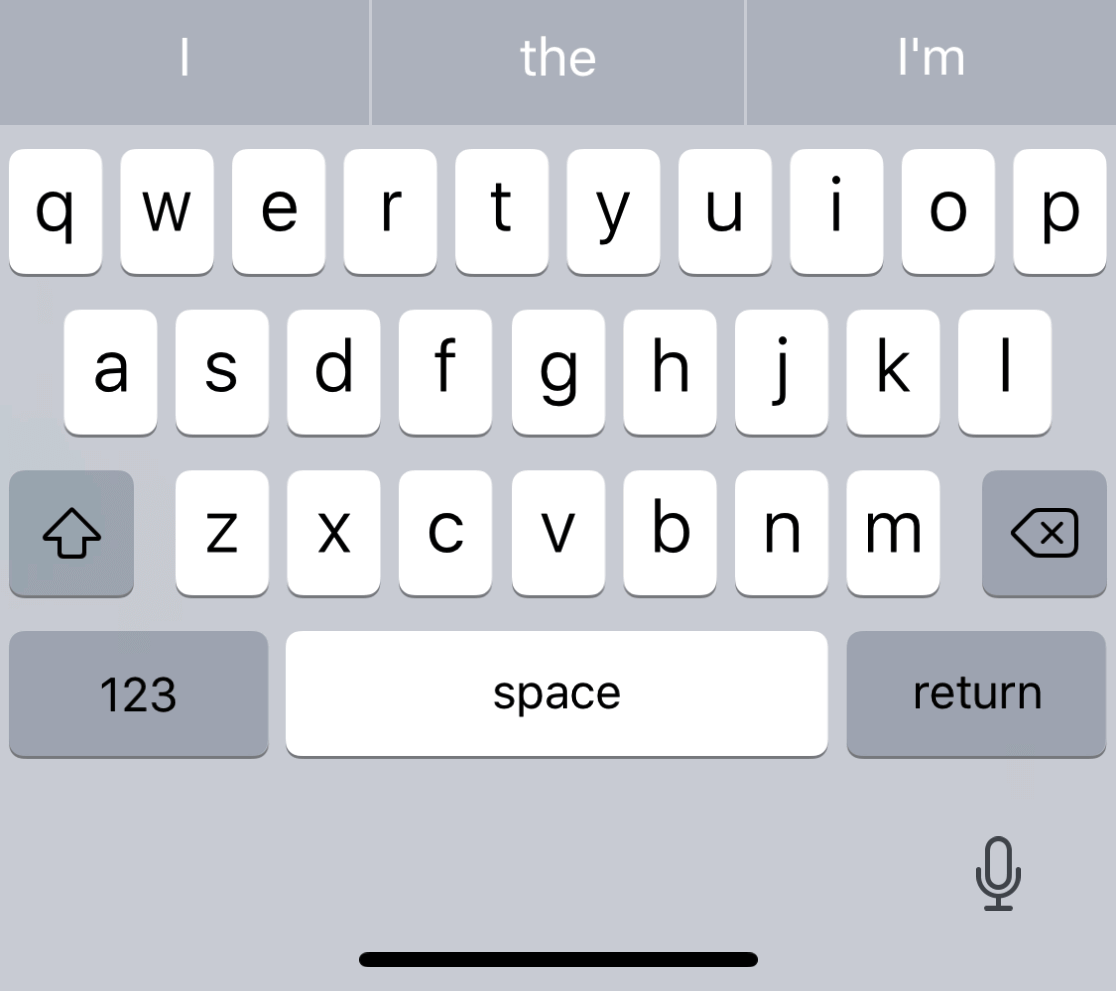 I the I'm
q w e r t y u i o p
a s d f g h j k l
z x c v b n m
123 space return